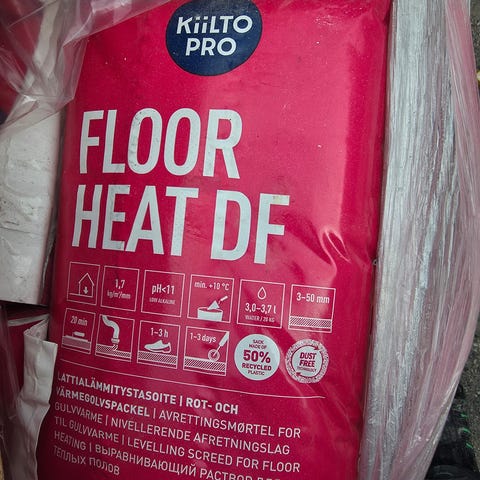 KiiLTO
PRO
FLOOR
HEAT DF
1,7
kg/m²/mm
pH<11
LOW ALKALINE
min. +10 °C
3,0–3,7 l
WATER / 20 KG
3–50 mm
20 min
1–3 h
1–3 days
SACK
MADE OF
50%
RECYCLED
PLASTIC
DUST
FREE
TECHNOLOGY
LATTIALÄMMITYSTASOITE | ROT- OCH
VÄRMEGOLVSPACKEL | AVRETTINGSMØRTEL FOR
GULVVARME | NIVELLERENDE AFRETNINGSLAG
TIL GULVVARME | LEVELLING SCREED FOR FLOOR
HEATING | ВЫРАВНИВАЮЩИЙ РАСТВОР ДЛЯ
ТЕПЛЫХ ПОЛОВ